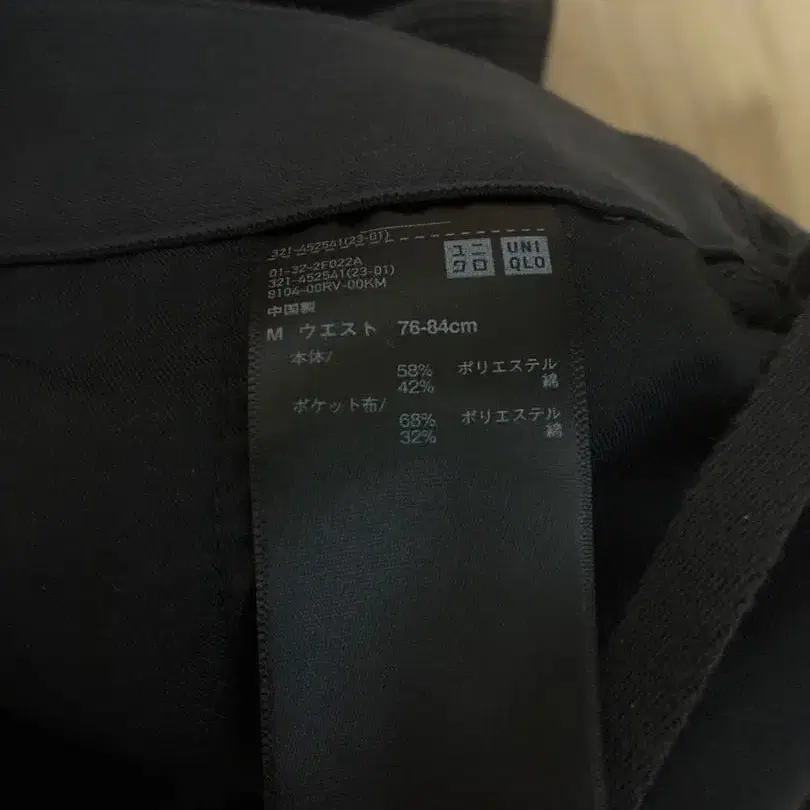 321-452541(23-01)
ユニ
クロ
UNI
QLO
01-32-2F022A
321-452541(23-01)
8104-00RV-00KM
中国製
M ウエスト 76-84cm
本体/
58% ポリエステル
42% 綿
ポケット布/
68% ポリエステル
32% 綿